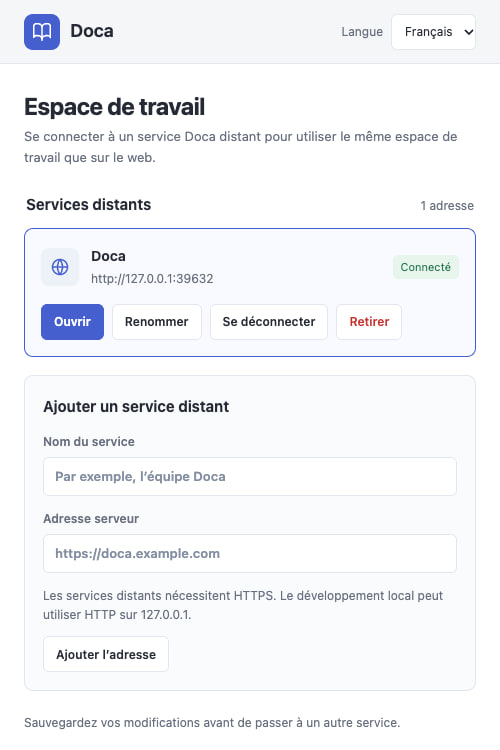 Doca
Langue
Français
Espace de travail
Se connecter à un service Doca distant pour utiliser le même espace de
travail que sur le web.
Services distants
1 adresse
Doca
http://127.0.0.1:39632
Connecté
Ouvrir
Renommer
Se déconnecter
Retirer
Ajouter un service distant
Nom du service
Par exemple, l’équipe Doca
Adresse serveur
https://doca.example.com
Les services distants nécessitent HTTPS. Le développement local peut
utiliser HTTP sur 127.0.0.1.
Ajouter l’adresse
Sauvegardez vos modifications avant de passer à un autre service.